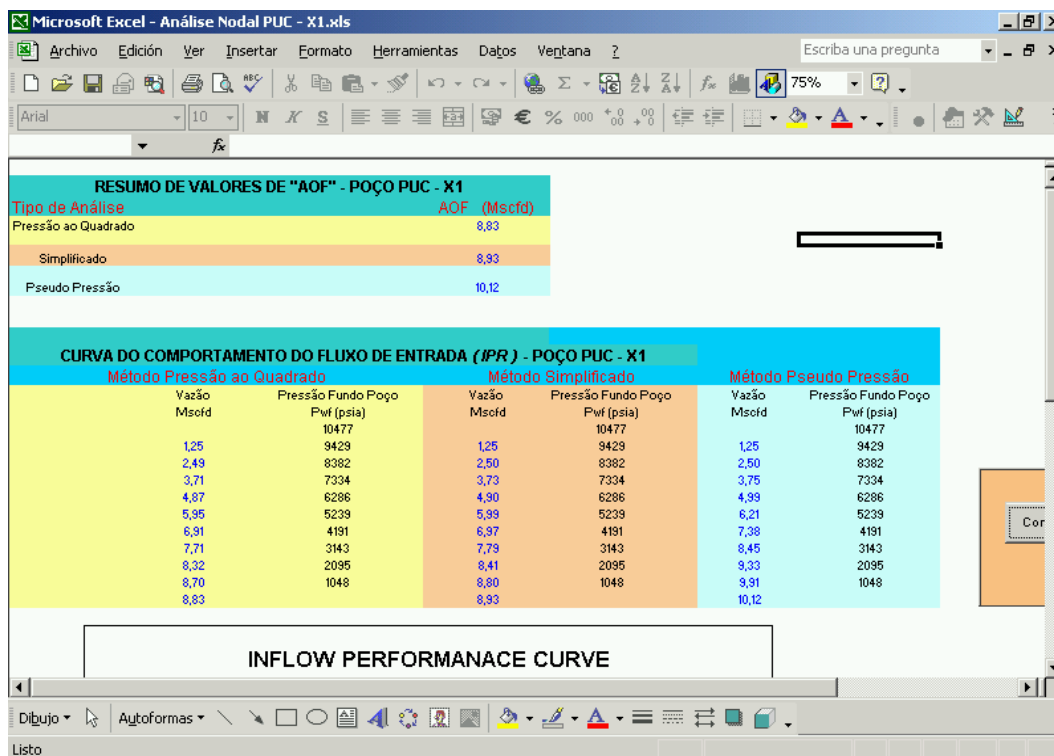 Microsoft Excel - Análise Nodal PUC - X1.xls
Archivo Edición Ver Insertar Formato Herramientas Datos Ventana ? Escriba una pregunta
75%
Arial 10 N K S € % 000
fx
RESUMO DE VALORES DE "AOF" - POÇO PUC - X1
Tipo de Análise AOF (Mscfd)
Pressão ao Quadrado 8,83
Simplificado 8,93
Pseudo Pressão 10,12
CURVA DO COMPORTAMENTO DO FLUXO DE ENTRADA (IPR) - POÇO PUC - X1
Método Pressão ao Quadrado Método Simplificado Método Pseudo Pressão
Vazão Pressão Fundo Poço Vazão Pressão Fundo Poço Vazão Pressão Fundo Poço
Mscfd Pwf (psia) Mscfd Pwf (psia) Mscfd Pwf (psia)
10477 10477 10477
1,25 9429 1,25 9429 1,25 9429
2,49 8382 2,50 8382 2,50 8382
3,71 7334 3,73 7334 3,75 7334
4,87 6286 4,90 6286 4,99 6286
5,95 5239 5,99 5239 6,21 5239
6,91 4191 6,97 4191 7,38 4191
7,71 3143 7,79 3143 8,45 3143
8,32 2095 8,41 2095 9,33 2095
8,70 1048 8,80 1048 9,91 1048
8,83 8,93 10,12
Cor
INFLOW PERFORMANACE CURVE
Dibujo Autoformas
Listo